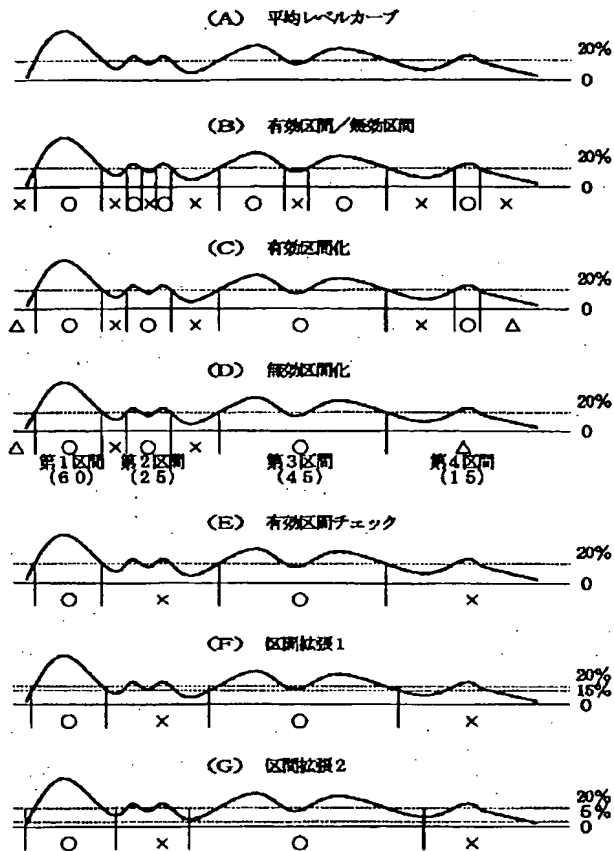 (A) 平均レベルカーブ
20%
0
(B) 有効区間/無効区間
20%
0
× ○ × ○ × ○ × ○ × ○ × ○ ×
(C) 有効区間化
20%
0
△ ○ × ○ × ○ × ○ △
(D) 無効区間化
20%
0
△ ○ × ○ × ○ △
第1区間 第2区間 第3区間 第4区間
(60) (25) (45) (15)
(E) 有効区間チェック
20%
0
○ × ○ ×
(F) 区間拡張1
20%
15%
0
○ × ○ ×
(G) 区間拡張2
20%
5%
0
○ × ○ ×